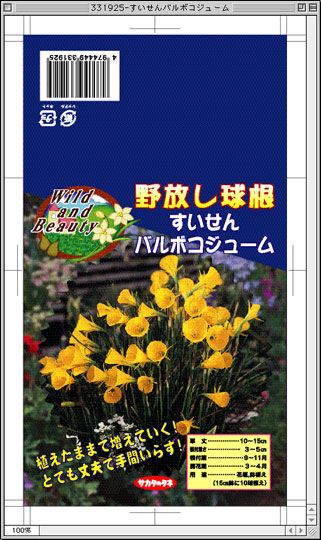 331925-すいせんバルボコジューム
4 974449 331925
Wild
and
Beauty
野放し球根
すいせん
バルボコジューム
植えたままで増えていく!
とても丈夫で手間いらず!
草丈…………10〜15㎝
植付深さ…………3〜5㎝
植付期…………9〜11月
開花期…………3〜4月
用途…………花壇、鉢植え
(15㎝鉢に10球植え)
サカタのタネ
100%